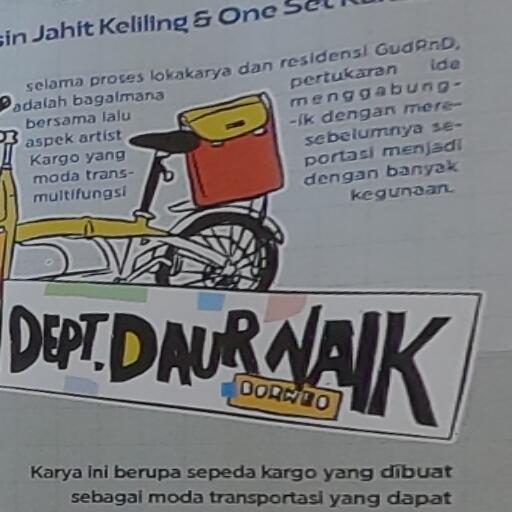 sin Jahit Keliling & One Set
selama proses lokakarya dan residensi GudRnD,
adalah bagaimana pertukaran ide
bersama lalu menggabung-
aspek artist -ik dengan mere-
Kargo yang sebelumnya se-
moda trans- portasi menjadi
multifungsi dengan banyak
kegunaan.
DEPT. DAUR NAIK
BORNEO
Karya ini berupa sepeda kargo yang dibuat
sebagai moda transportasi yang dapat